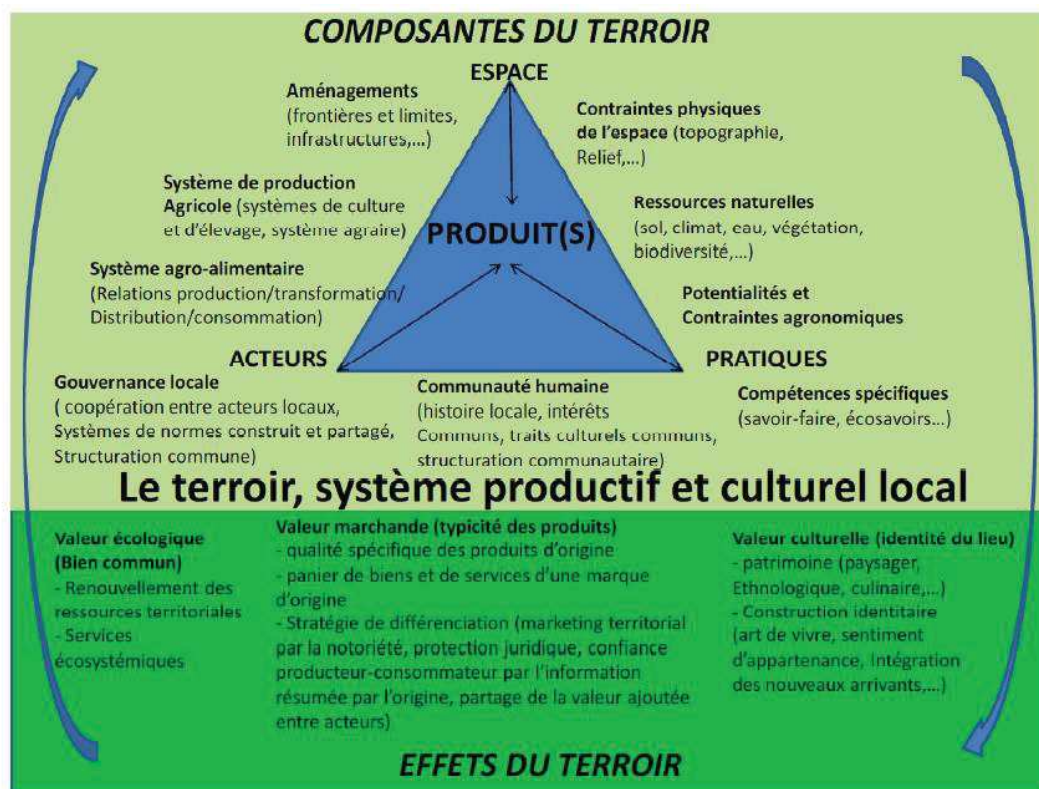 COMPOSANTES DU TERROIR
ESPACE
Aménagements
(frontières et limites,
infrastructures,...)
Contraintes physiques
de l'espace (topographie,
Relief,...)
Système de production
Agricole (systèmes de culture
et d'élevage, système agraire)
Ressources naturelles
(sol, climat, eau, végétation,
biodiversité,...)
PRODUIT(S)
Système agro-alimentaire
(Relations production/transformation/
Distribution/consommation)
Potentialités et
Contraintes agronomiques
ACTEURS
PRATIQUES
Gouvernance locale
( coopération entre acteurs locaux,
Systèmes de normes construit et partagé,
Structuration commune)
Communauté humaine
(histoire locale, intérêts
Communs, traits culturels communs,
structuration communautaire)
Compétences spécifiques
(savoir-faire, écosavoirs...)
Le terroir, système productif et culturel local
Valeur écologique
(Bien commun)
- Renouvellement des
ressources territoriales
- Services
écosystémiques
Valeur marchande (typicité des produits)
- qualité spécifique des produits d'origine
- panier de biens et de services d'une marque
d'origine
- Stratégie de différenciation (marketing territorial
par la notoriété, protection juridique, confiance
producteur-consommateur par l'information
résumée par l'origine, partage de la valeur ajoutée
entre acteurs)
Valeur culturelle (identité du lieu)
- patrimoine (paysager,
Ethnologique, culinaire,...)
- Construction identitaire
(art de vivre, sentiment
d'appartenance, Intégration
des nouveaux arrivants,...)
EFFETS DU TERROIR